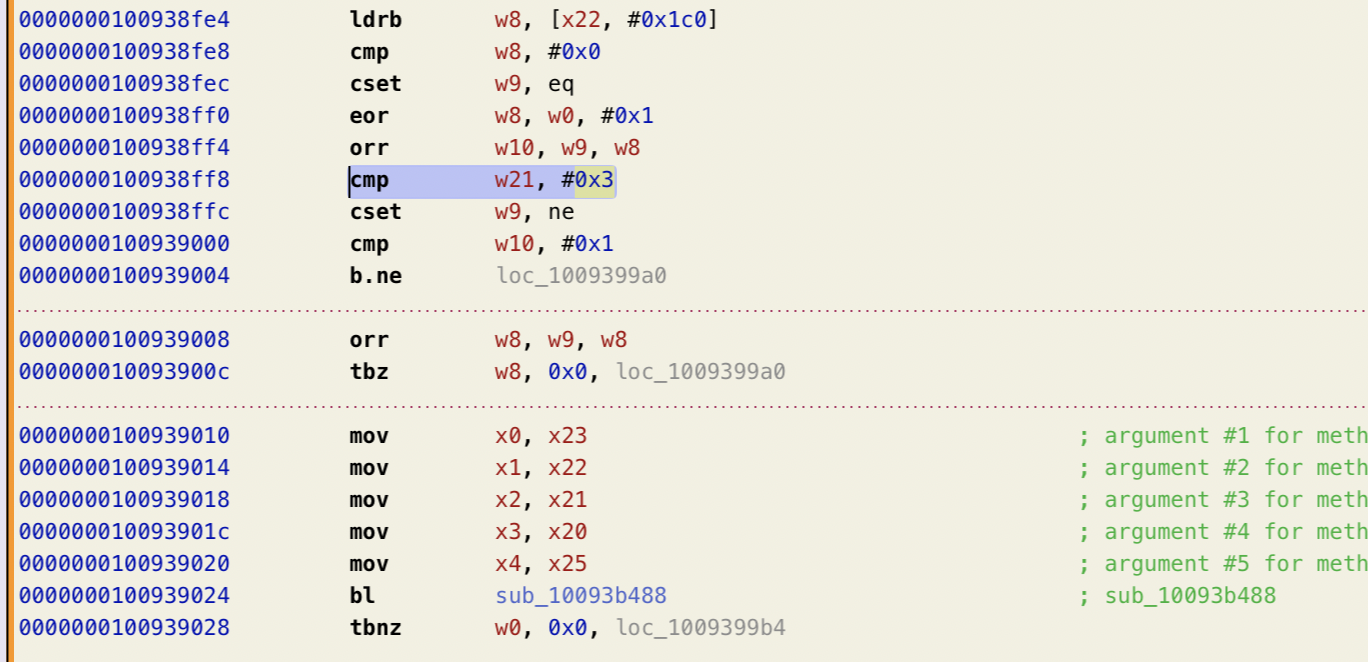 0000000100938fe4 ldrb w8, [x22, #0x1c0]
0000000100938fe8 cmp w8, #0x0
0000000100938fec cset w9, eq
0000000100938ff0 eor w8, w0, #0x1
0000000100938ff4 orr w10, w9, w8
0000000100938ff8 cmp w21, #0x3
0000000100938ffc cset w9, ne
0000000100939000 cmp w10, #0x1
0000000100939004 b.ne loc_1009399a0
0000000100939008 orr w8, w9, w8
000000010093900c tbz w8, 0x0, loc_1009399a0
0000000100939010 mov x0, x23 ; argument #1 for meth
0000000100939014 mov x1, x22 ; argument #2 for meth
0000000100939018 mov x2, x21 ; argument #3 for meth
000000010093901c mov x3, x20 ; argument #4 for meth
0000000100939020 mov x4, x25 ; argument #5 for meth
0000000100939024 bl sub_10093b488 ; sub_10093b488
0000000100939028 tbnz w0, 0x0, loc_1009399b4